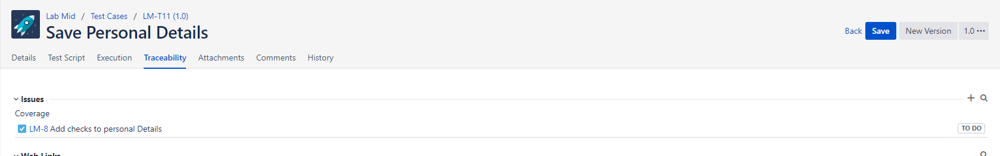 Lab Mid / Test Cases / LM-T11 (1.0)
Save Personal Details
Back Save New Version 1.0 •••
Details Test Script Execution Traceability Attachments Comments History
Issues
Coverage
LM-8 Add checks to personal Details TO DO
Web Links